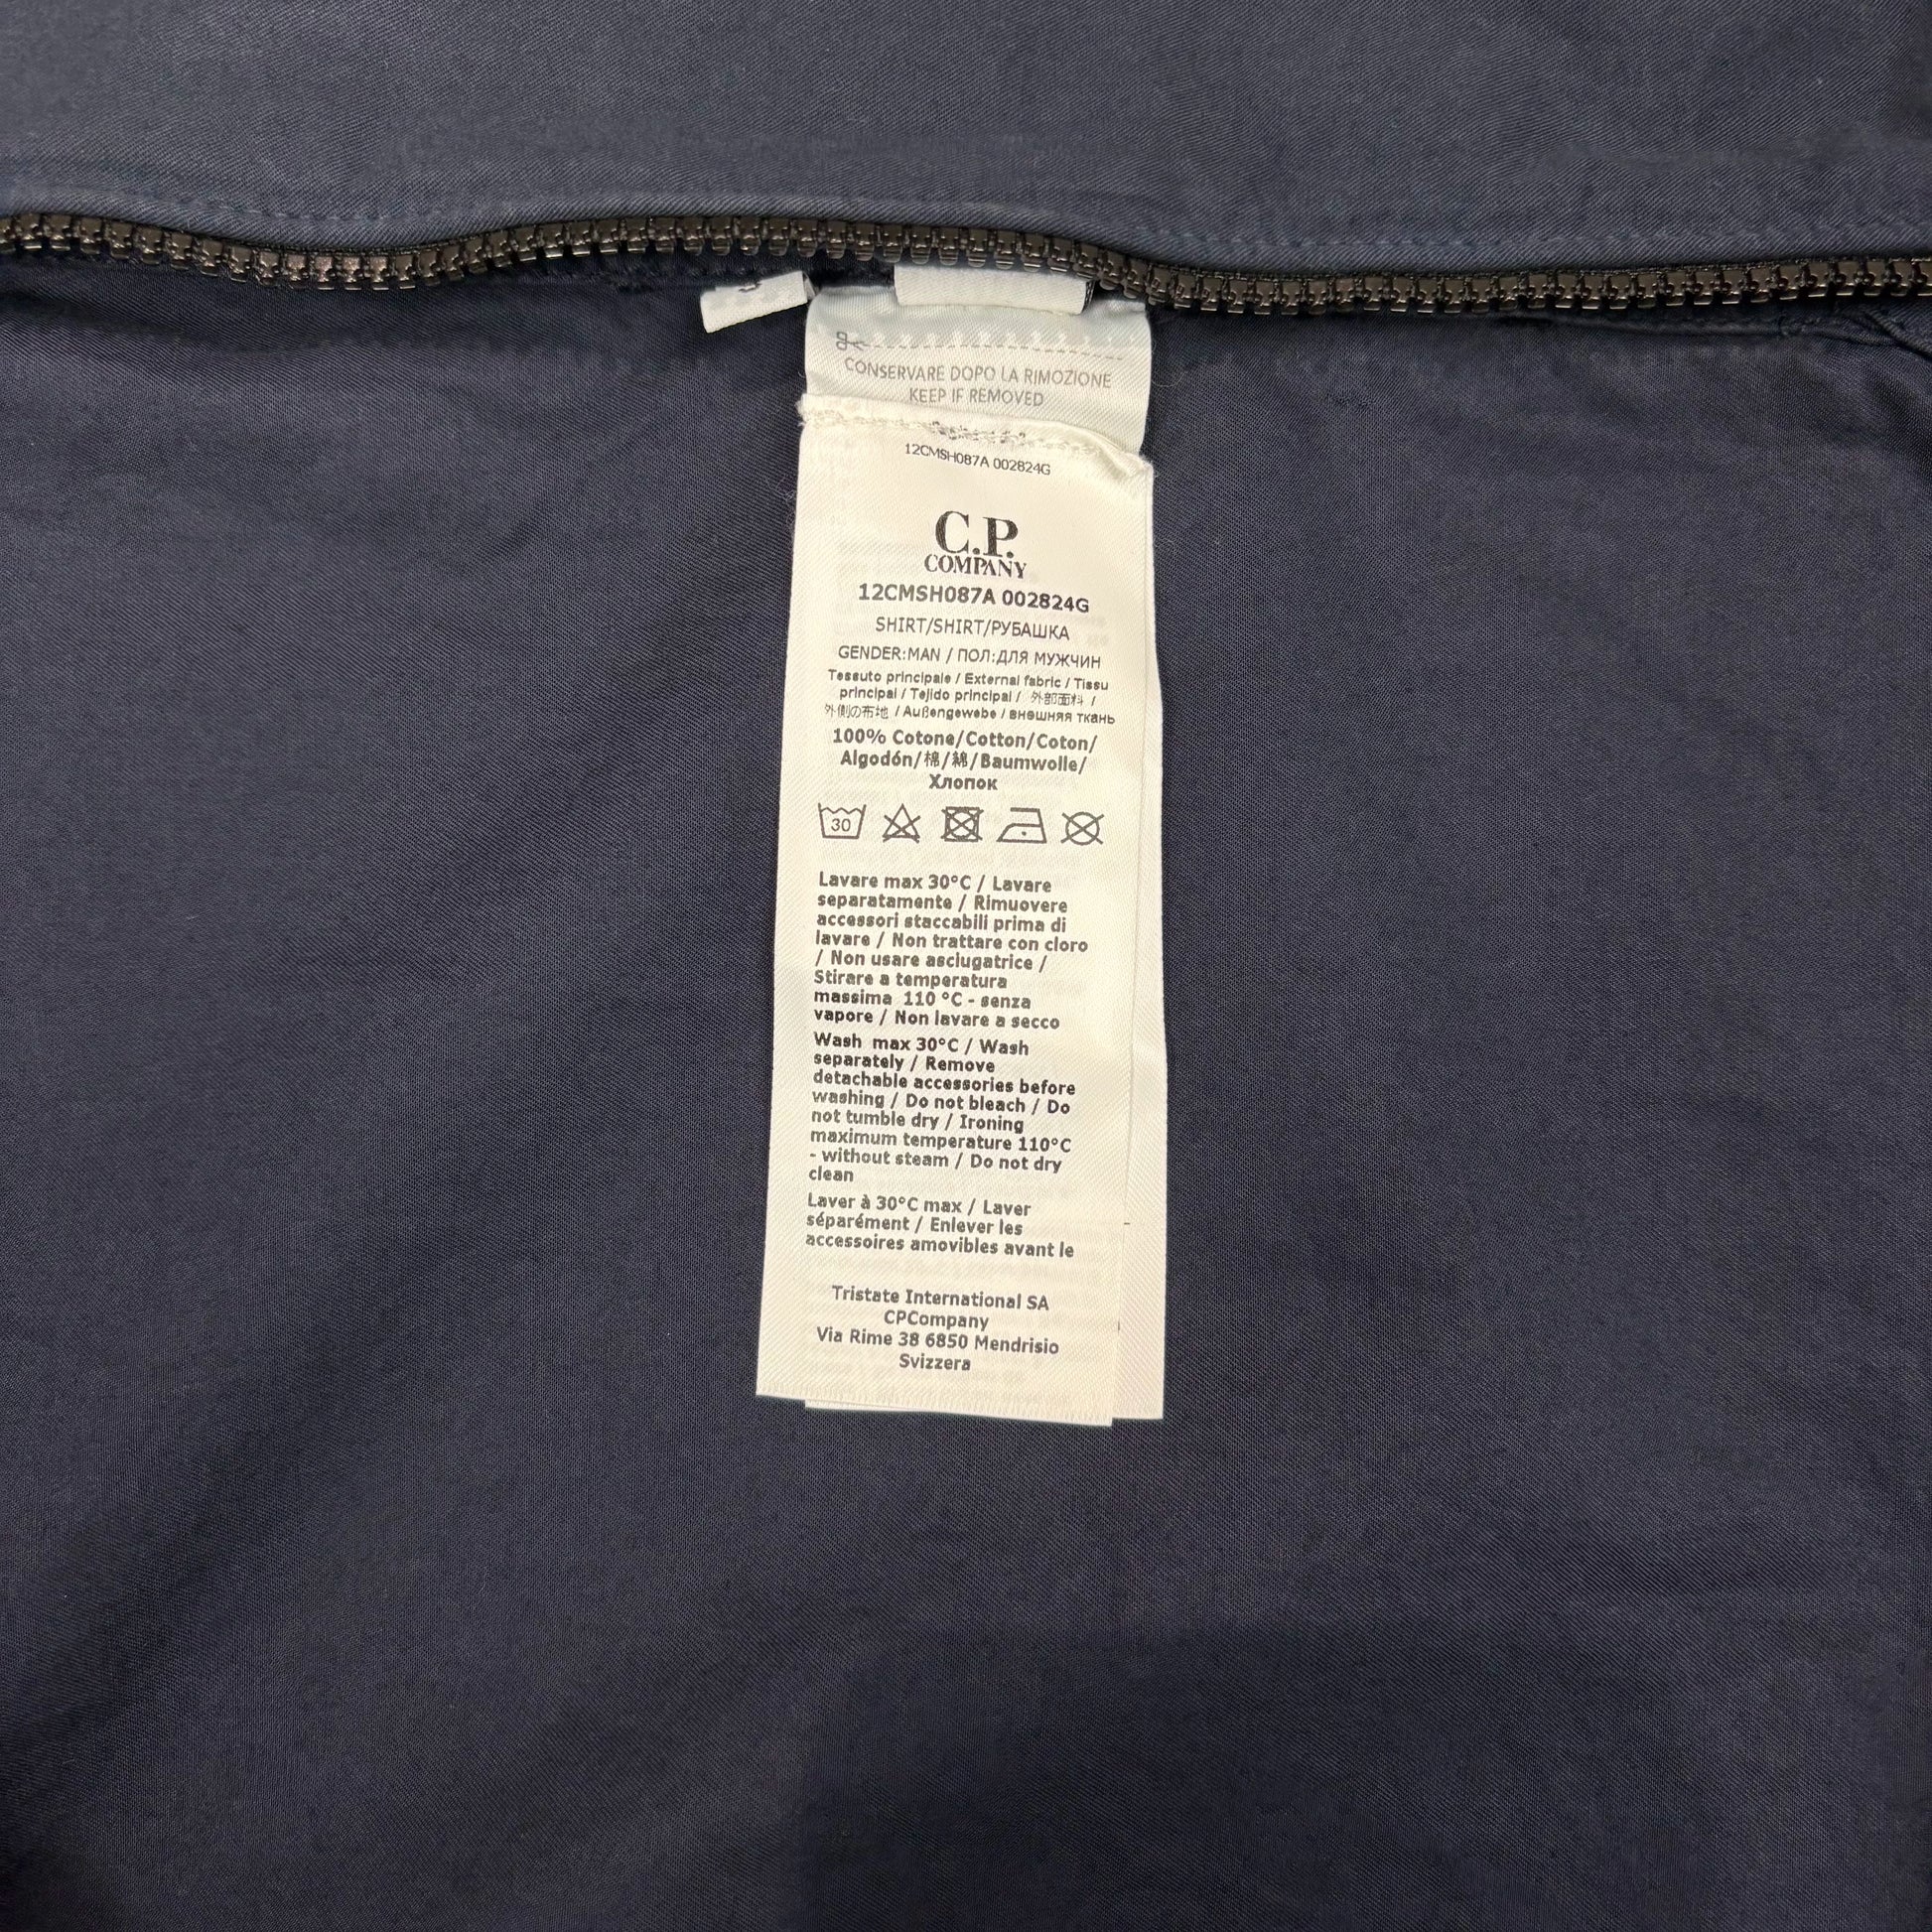 CONSERVARE DOPO LA RIMOZIONE
KEEP IF REMOVED
12CMSH087A 002824G
C.P.
COMPANY
12CMSH087A 002824G
SHIRT/SHIRT/РУБАШКА
GENDER:MAN / ПОЛ:ДЛЯ МУЖЧИН
Tessuto principale / External fabric / Tissu
principal / Tejido principal / 外部面料 /
外側の布地 / Außengewebe / внешняя ткань
100% Cotone/Cotton/Coton/
Algodón/棉/綿/Baumwolle/
Хлопок
30
Lavare max 30°C / Lavare
separatamente / Rimuovere
accessori staccabili prima di
lavare / Non trattare con cloro
/ Non usare asciugatrice /
Stirare a temperatura
massima 110 °C - senza
vapore / Non lavare a secco
Wash max 30°C / Wash
separately / Remove
detachable accessories before
washing / Do not bleach / Do
not tumble dry / Ironing
maximum temperature 110°C
- without steam / Do not dry
clean
Laver à 30°C max / Laver
séparément / Enlever les
accessoires amovibles avant le
Tristate International SA
CPCompany
Via Rime 38 6850 Mendrisio
Svizzera